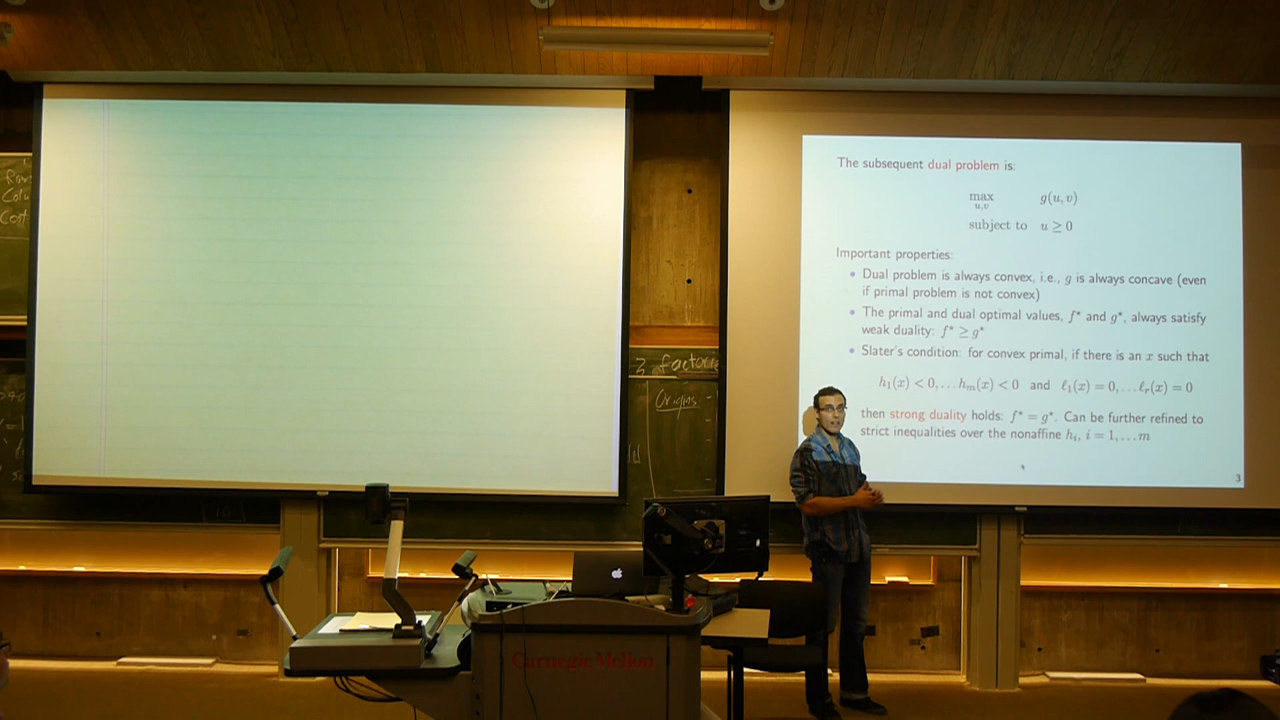 The subsequent dual problem is:
max g(u, v)
u,v
subject to u ≥ 0
Important properties:
• Dual problem is always convex, i.e., g is always concave (even
if primal problem is not convex)
• The primal and dual optimal values, f* and g*, always satisfy
weak duality: f* ≥ g*
• Slater's condition: for convex primal, if there is an x such that
h₁(x) < 0, . . . hₘ(x) < 0 and ℓ₁(x) = 0, . . . ℓᵣ(x) = 0
then strong duality holds: f* = g*. Can be further refined to
strict inequalities over the nonaffine hᵢ, i = 1, . . . m
3
Cost
Origins
Carnegie Mellon